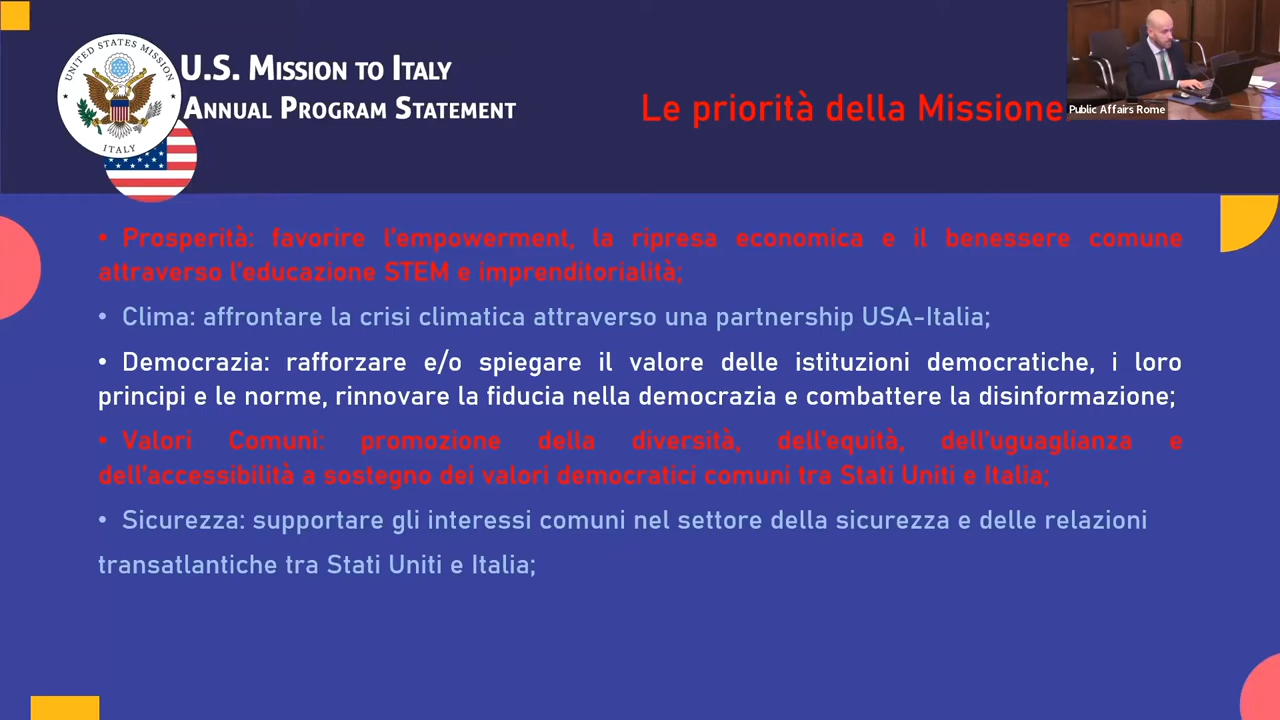 UNITED STATES MISSION
ITALY
U.S. MISSION TO ITALY
ANNUAL PROGRAM STATEMENT
Le priorità della Missione
Public Affairs Rome
• Prosperità: favorire l'empowerment, la ripresa economica e il benessere comune
attraverso l'educazione STEM e imprenditorialità;
• Clima: affrontare la crisi climatica attraverso una partnership USA-Italia;
• Democrazia: rafforzare e/o spiegare il valore delle istituzioni democratiche, i loro
principi e le norme, rinnovare la fiducia nella democrazia e combattere la disinformazione;
• Valori Comuni: promozione della diversità, dell'equità, dell'uguaglianza e
dell'accessibilità a sostegno dei valori democratici comuni tra Stati Uniti e Italia;
• Sicurezza: supportare gli interessi comuni nel settore della sicurezza e delle relazioni
transatlantiche tra Stati Uniti e Italia;